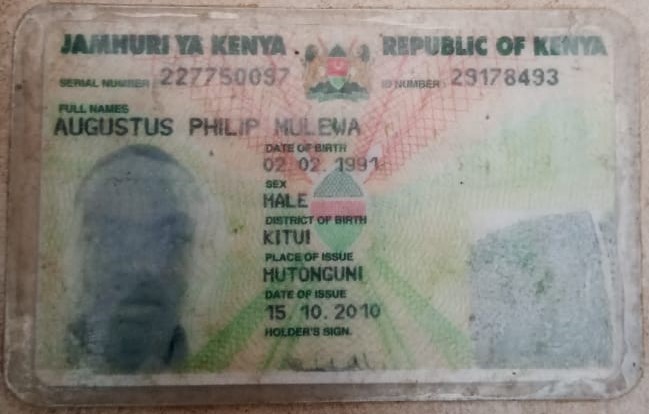 JAMHURI YA KENYA REPUBLIC OF KENYA
SERIAL NUMBER 227750097 ID NUMBER 29178493
FULL NAMES
AUGUSTUS PHILIP MULEWA
DATE OF BIRTH
02.02.1991
SEX
MALE
DISTRICT OF BIRTH
KITUI
PLACE OF ISSUE
MUTONGUNI
DATE OF ISSUE
15.10.2010
HOLDER'S SIGN.